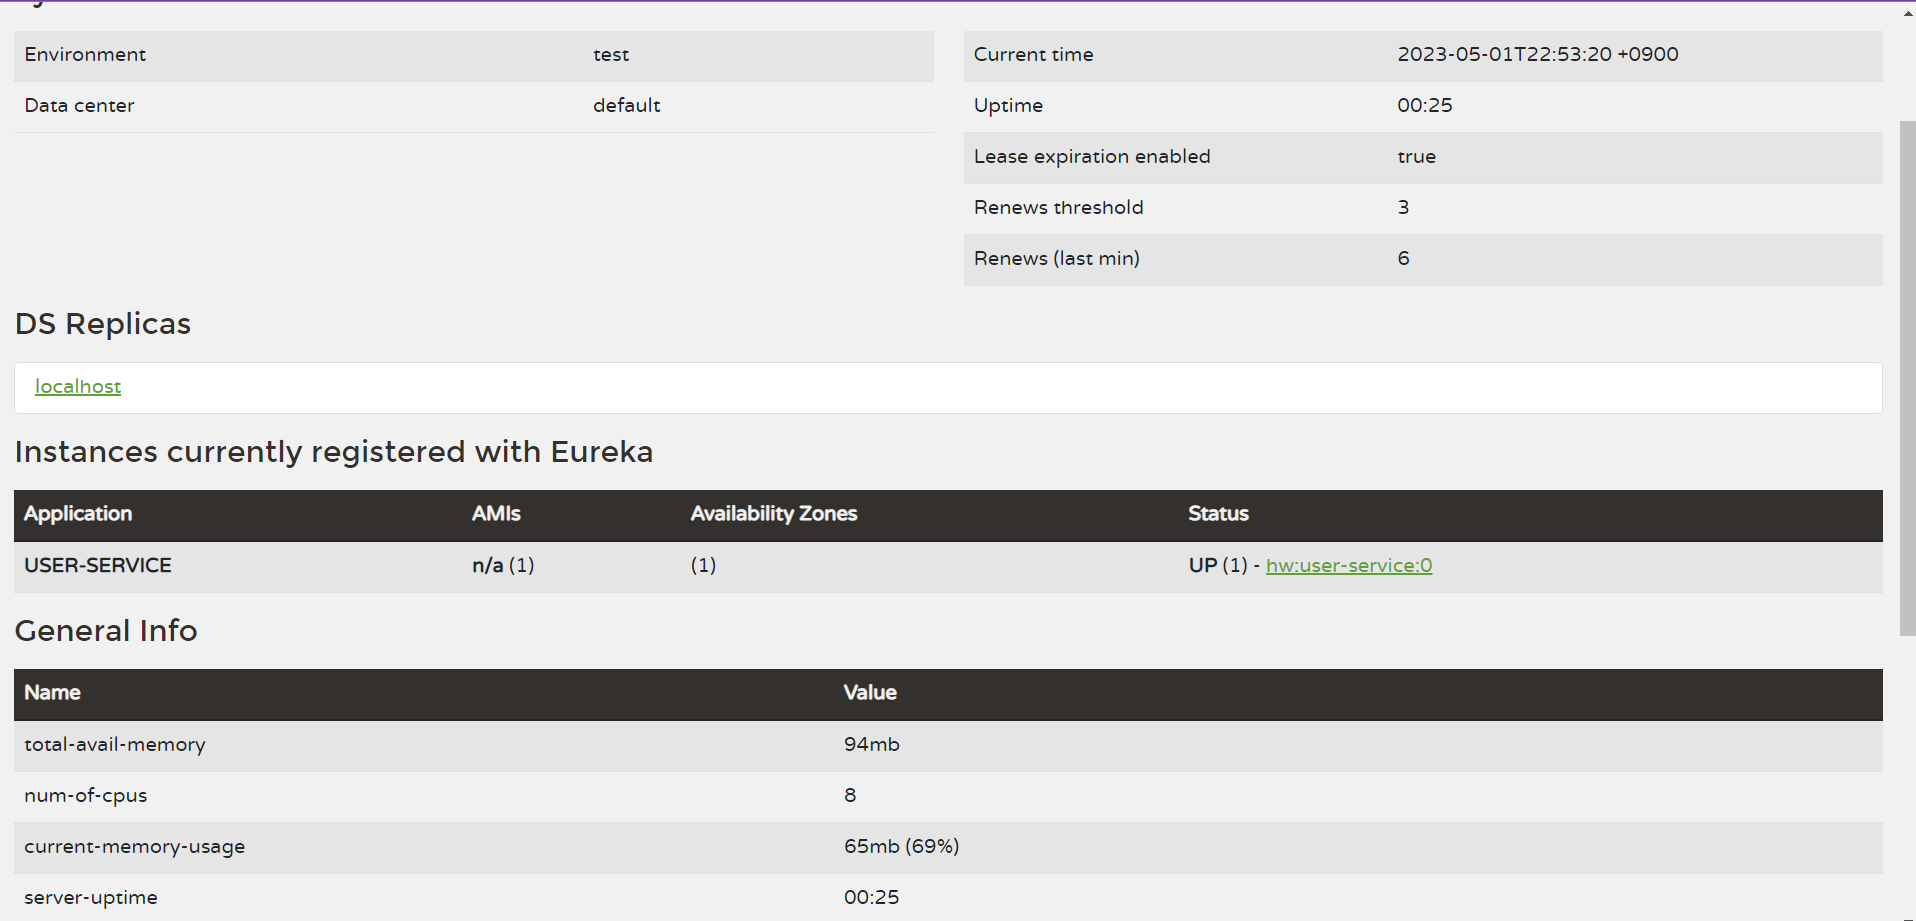 Environment test
Data center default
Current time 2023-05-01T22:53:20 +0900
Uptime 00:25
Lease expiration enabled true
Renews threshold 3
Renews (last min) 6
DS Replicas
localhost
Instances currently registered with Eureka
Application AMIs Availability Zones Status
USER-SERVICE n/a (1) (1) UP (1) - hw:user-service:0
General Info
Name Value
total-avail-memory 94mb
num-of-cpus 8
current-memory-usage 65mb (69%)
server-uptime 00:25